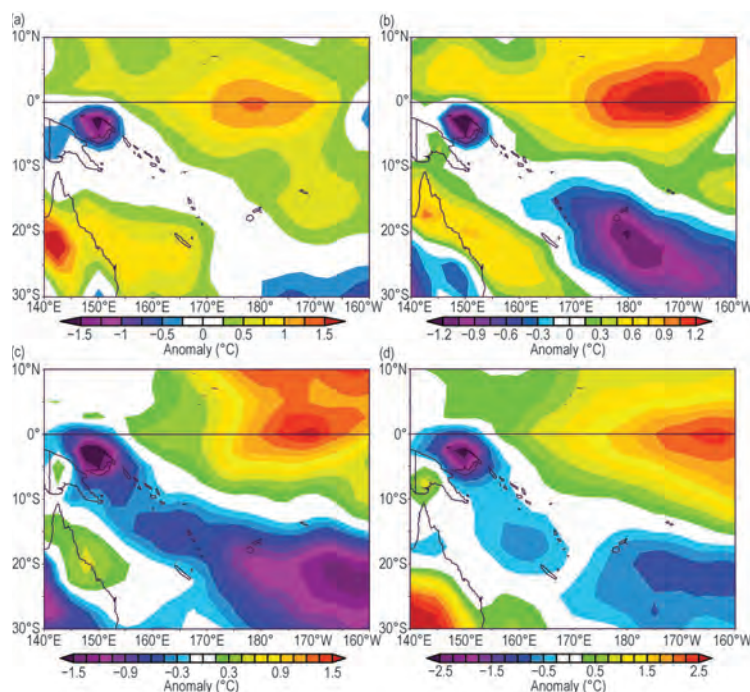 (a) (b)
10°N 10°N
0° 0°
10°S 10°S
20°S 20°S
30°S 30°S
140°E 150°E 170°E 180° 170°W 160°W 140°E 150°E 170°E 180° 170°W 160°W
−1.5 −1 −0.5 0 0.5 1 1.5 −1.2 −0.9 −0.6 −0.3 0 0.3 0.6 0.9 1.2
Anomaly (°C) Anomaly (°C)
(c) (d)
10°N 10°N
0° 0°
10°S 10°S
20°S 20°S
30°S 30°S
140°E 150°E 170°E 180° 170°W 160°W 140°E 150°E 170°E 180° 170°W 160°W
−1.5 −0.9 −0.3 0.3 0.9 1.5 −2.5 −1.5 −0.5 0.5 1.5 2.5
Anomaly (°C) Anomaly (°C)